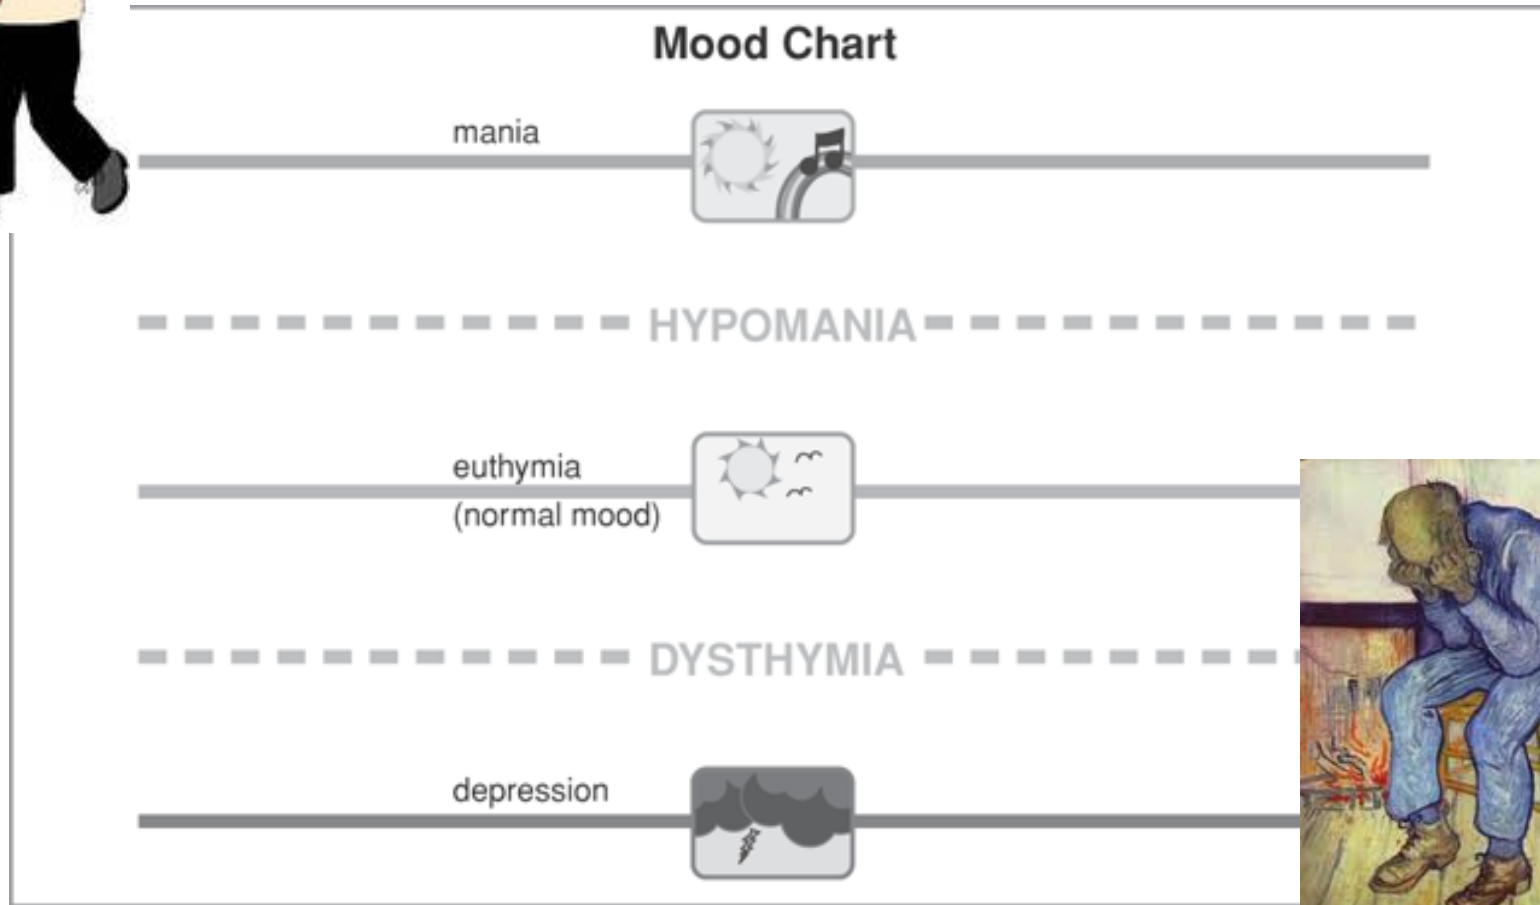 Mood Chart
mania
HYPOMANIA
euthymia
(normal mood)
DYSTHYMIA
depression